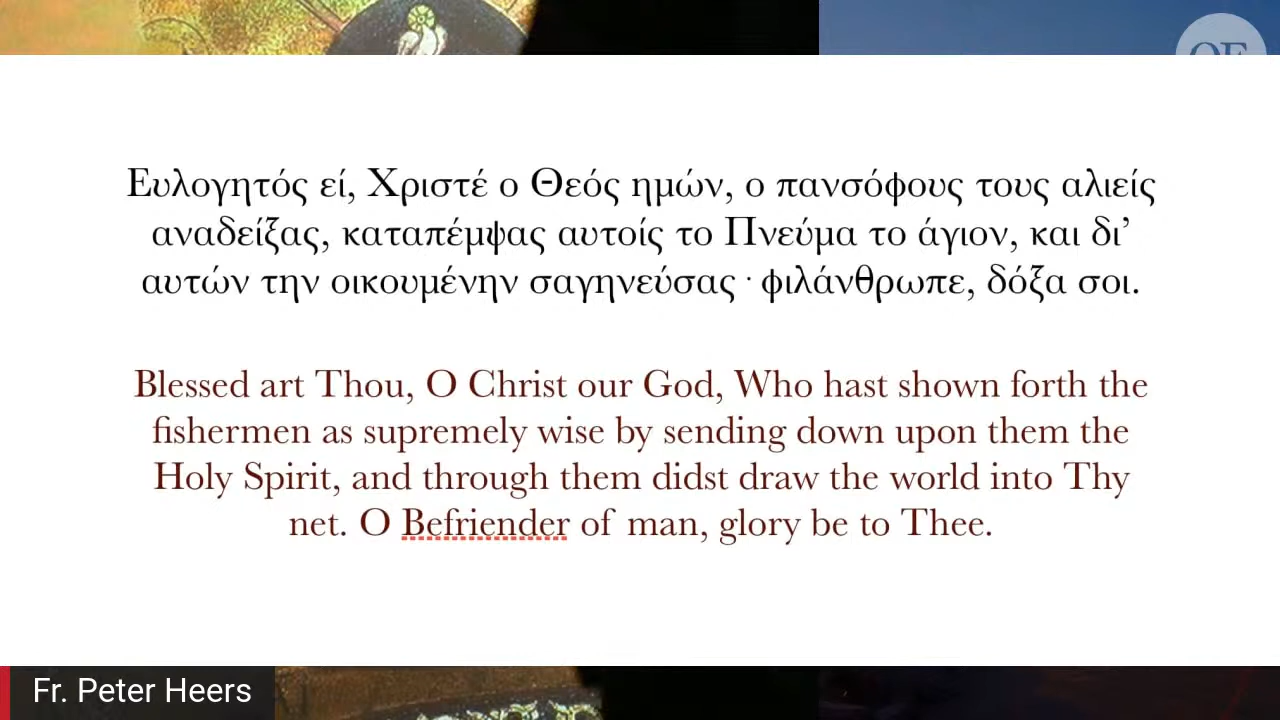 Ευλογητός εί, Χριστέ ο Θεός ημών, ο πανσόφους τους αλιείς
αναδείξας, καταπέμψας αυτοίς το Πνεύμα το άγιον, και δι’
αυτών την οικουμένην σαγηνεύσας · φιλάνθρωπε, δόξα σοι.
Blessed art Thou, O Christ our God, Who hast shown forth the
fishermen as supremely wise by sending down upon them the
Holy Spirit, and through them didst draw the world into Thy
net. O Befriender of man, glory be to Thee.
Fr. Peter Heers